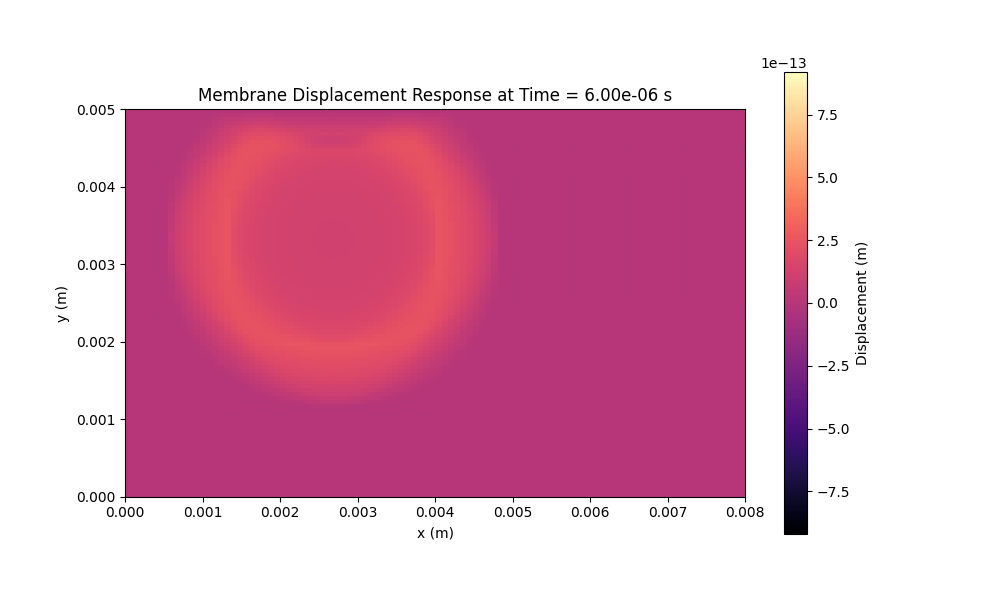 1e−13
Membrane Displacement Response at Time = 6.00e-06 s
0.005
0.004
0.003
0.002
0.001
0.000
y (m)
0.000 0.001 0.002 0.003 0.004 0.005 0.006 0.007 0.008
x (m)
7.5
5.0
2.5
0.0
−2.5
−5.0
−7.5
Displacement (m)